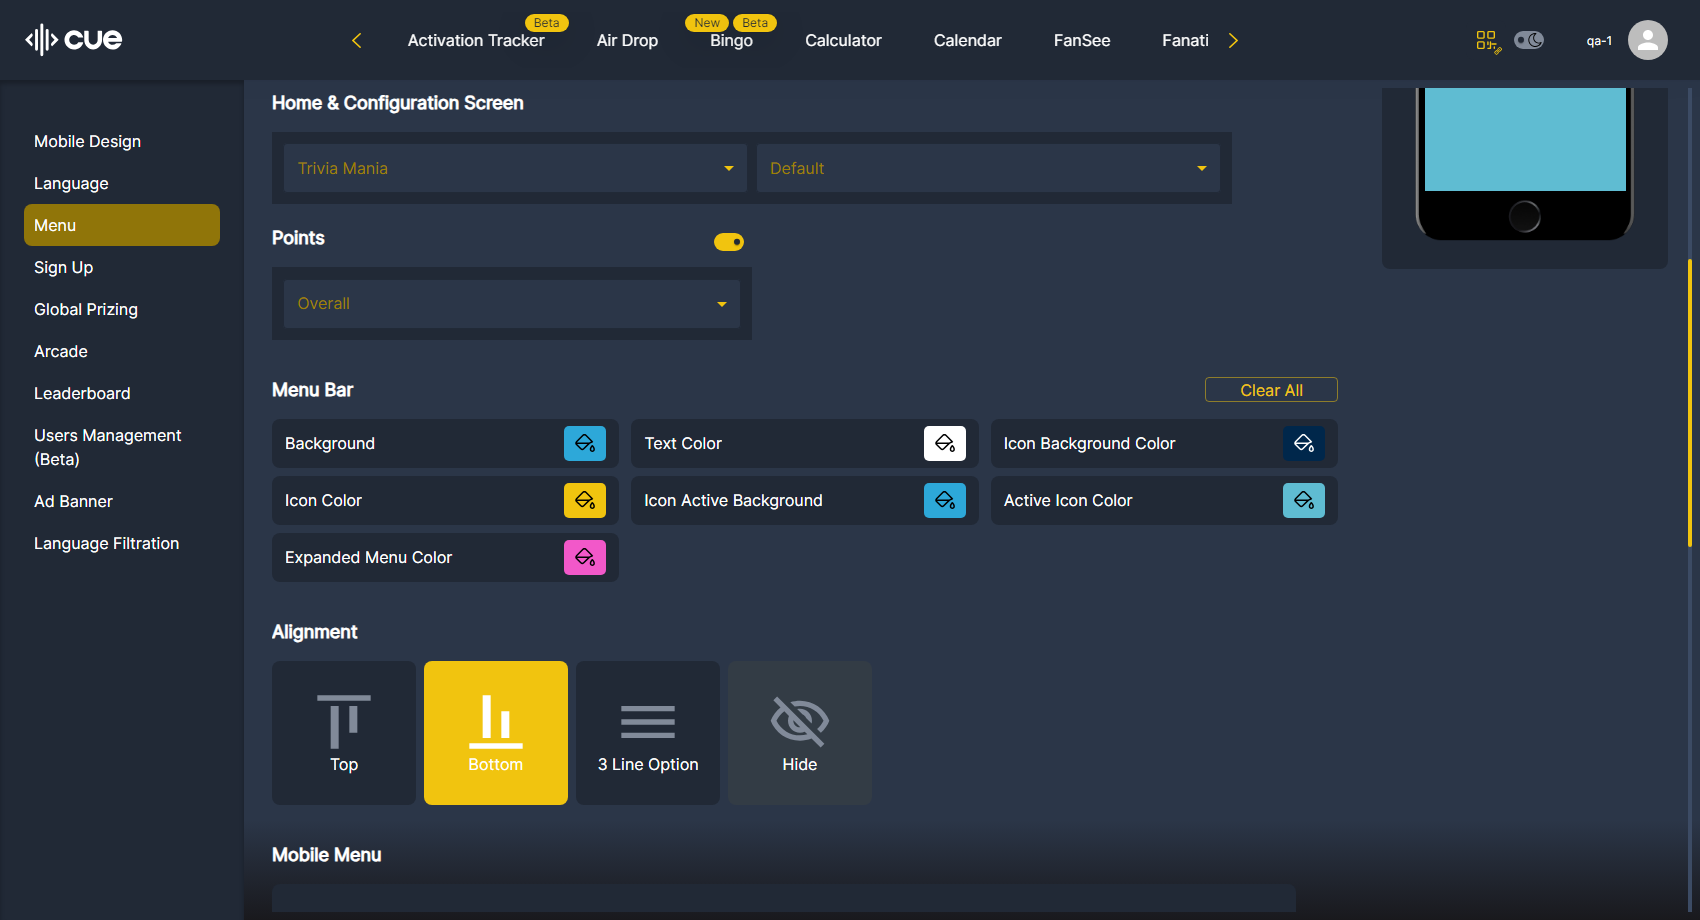 cue
Beta
New
Beta
Activation Tracker
Air Drop
Bingo
Calculator
Calendar
FanSee
Fanati
qa-1
Mobile Design
Language
Menu
Sign Up
Global Prizing
Arcade
Leaderboard
Users Management
(Beta)
Ad Banner
Language Filtration
Home & Configuration Screen
Trivia Mania
Default
Points
Overall
Menu Bar
Clear All
Background
Text Color
Icon Background Color
Icon Color
Icon Active Background
Active Icon Color
Expanded Menu Color
Alignment
Top
Bottom
3 Line Option
Hide
Mobile Menu